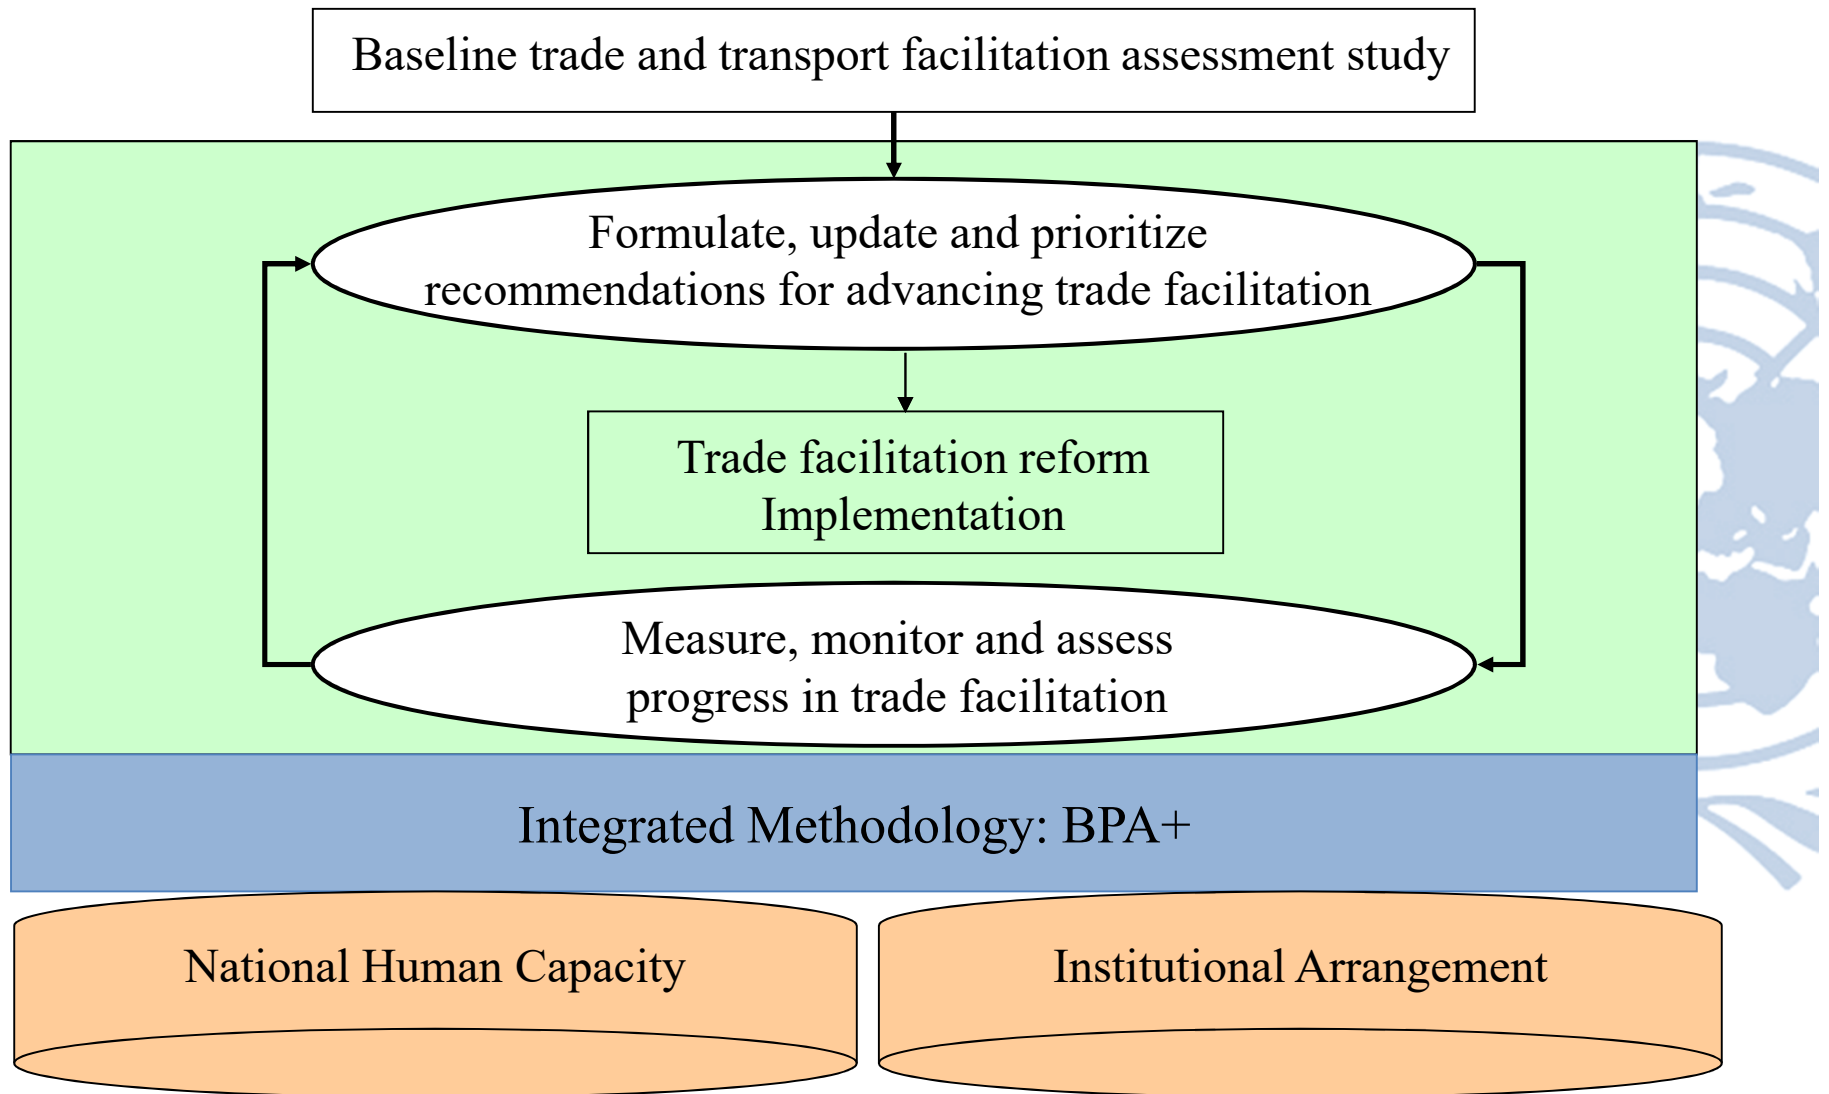 Baseline trade and transport facilitation assessment study
Formulate, update and prioritize
recommendations for advancing trade facilitation
Trade facilitation reform
Implementation
Measure, monitor and assess
progress in trade facilitation
Integrated Methodology: BPA+
National Human Capacity
Institutional Arrangement